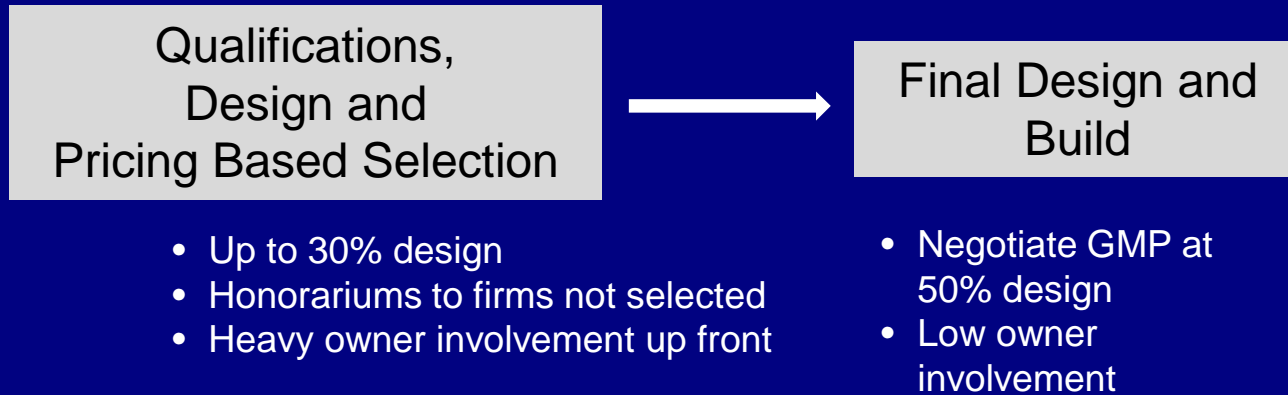 Qualifications,
Design and
Pricing Based Selection
• Up to 30% design
• Honorariums to firms not selected
• Heavy owner involvement up front
Final Design and
Build
• Negotiate GMP at
50% design
• Low owner
involvement